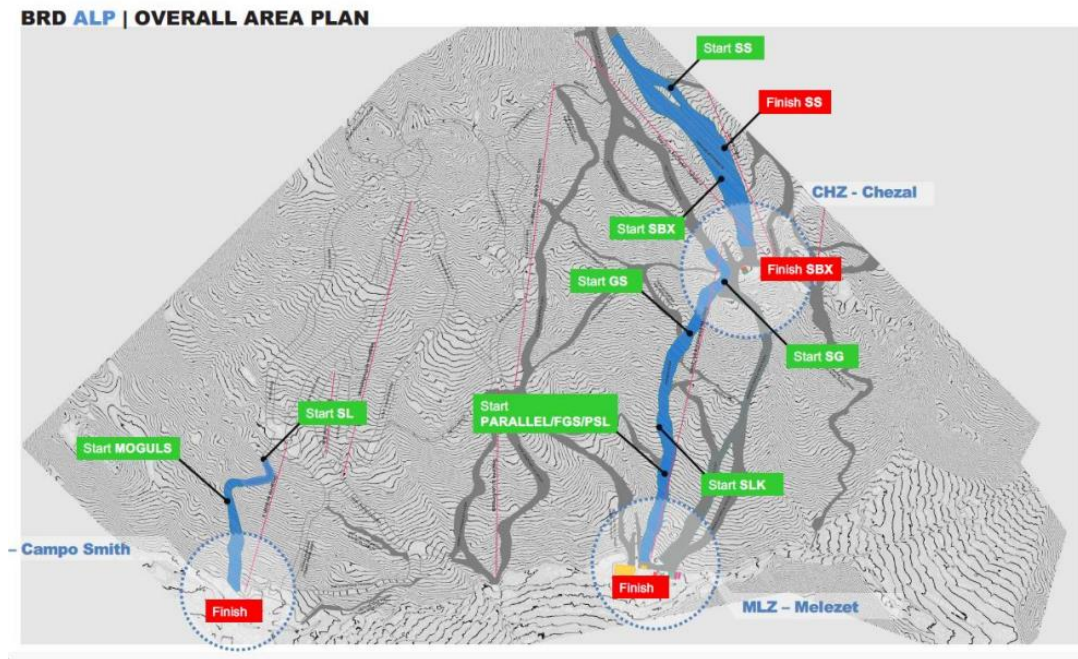 BRD ALP | OVERALL AREA PLAN
Start SS
Finish SS
CHZ - Chezal
Start SBX
Finish SBX
Start GS
Start SG
Start SL
Start
PARALLEL/FGS/PSL
Start MOGULS
Start SLK
– Campo Smith
Finish
Finish
MLZ – Melezet